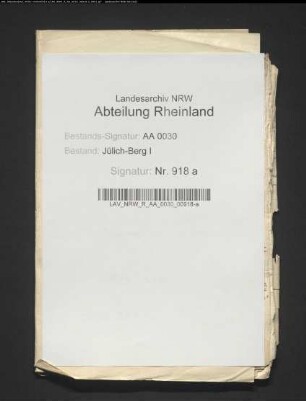 Landesarchiv NRW
Abteilung Rheinland
Bestands-Signatur: AA 0030
Bestand: Jülich-Berg I
Signatur: Nr. 918 a
LAV_NRW_R_AA_0030_00918-a